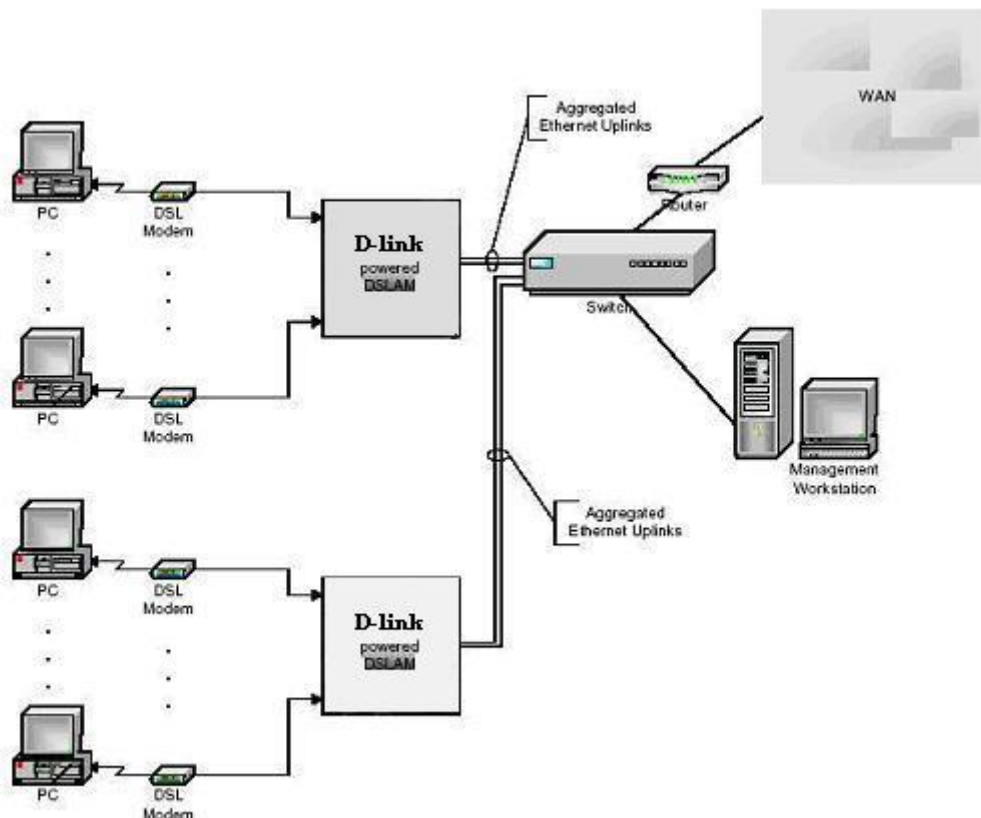 WAN
Aggregated
Ethernet Uplinks
Router
PC
DSL
Modem
D-link
powered
DSLAM
Switch
PC
DSL
Modem
Management
Workstation
Aggregated
Ethernet Uplinks
PC
DSL
Modem
D-link
powered
DSLAM
PC
DSL
Modem